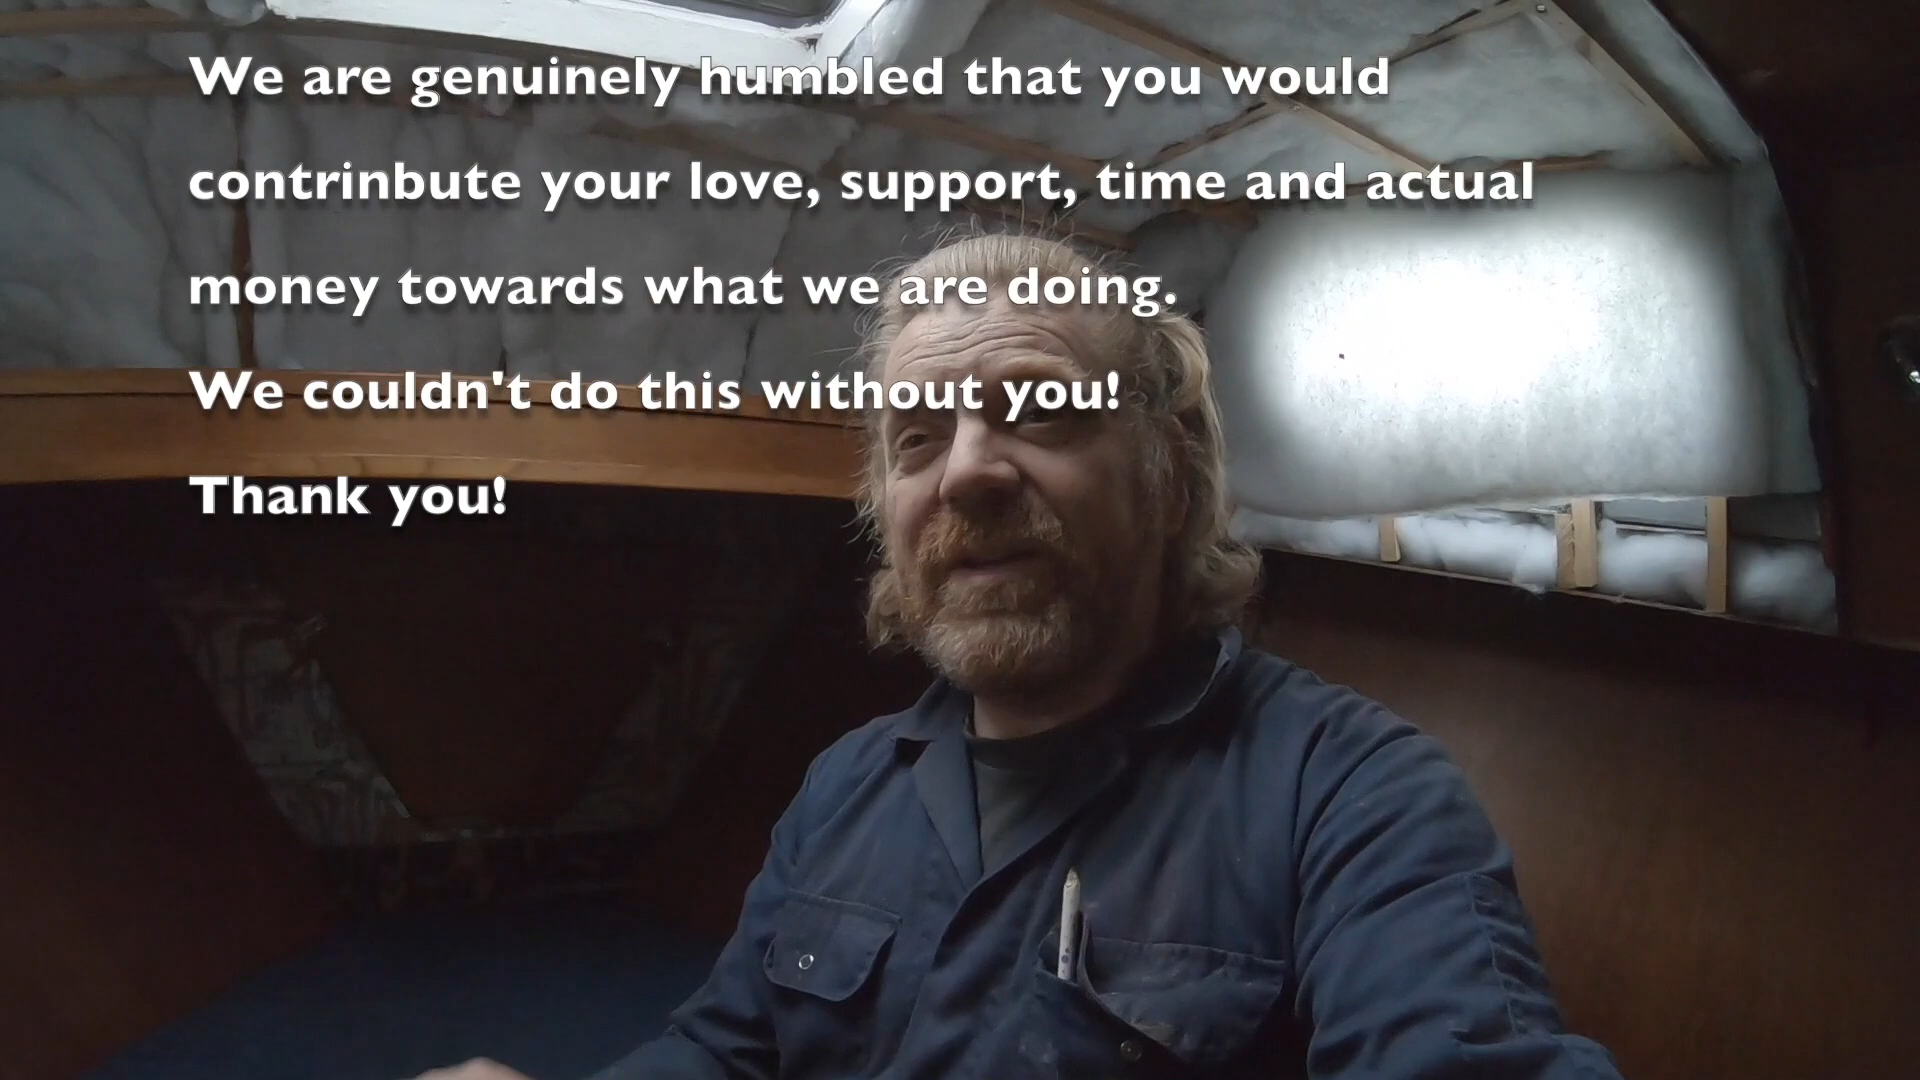 We are genuinely humbled that you would
contrinbute your love, support, time and actual
money towards what we are doing.
We couldn't do this without you!
Thank you!